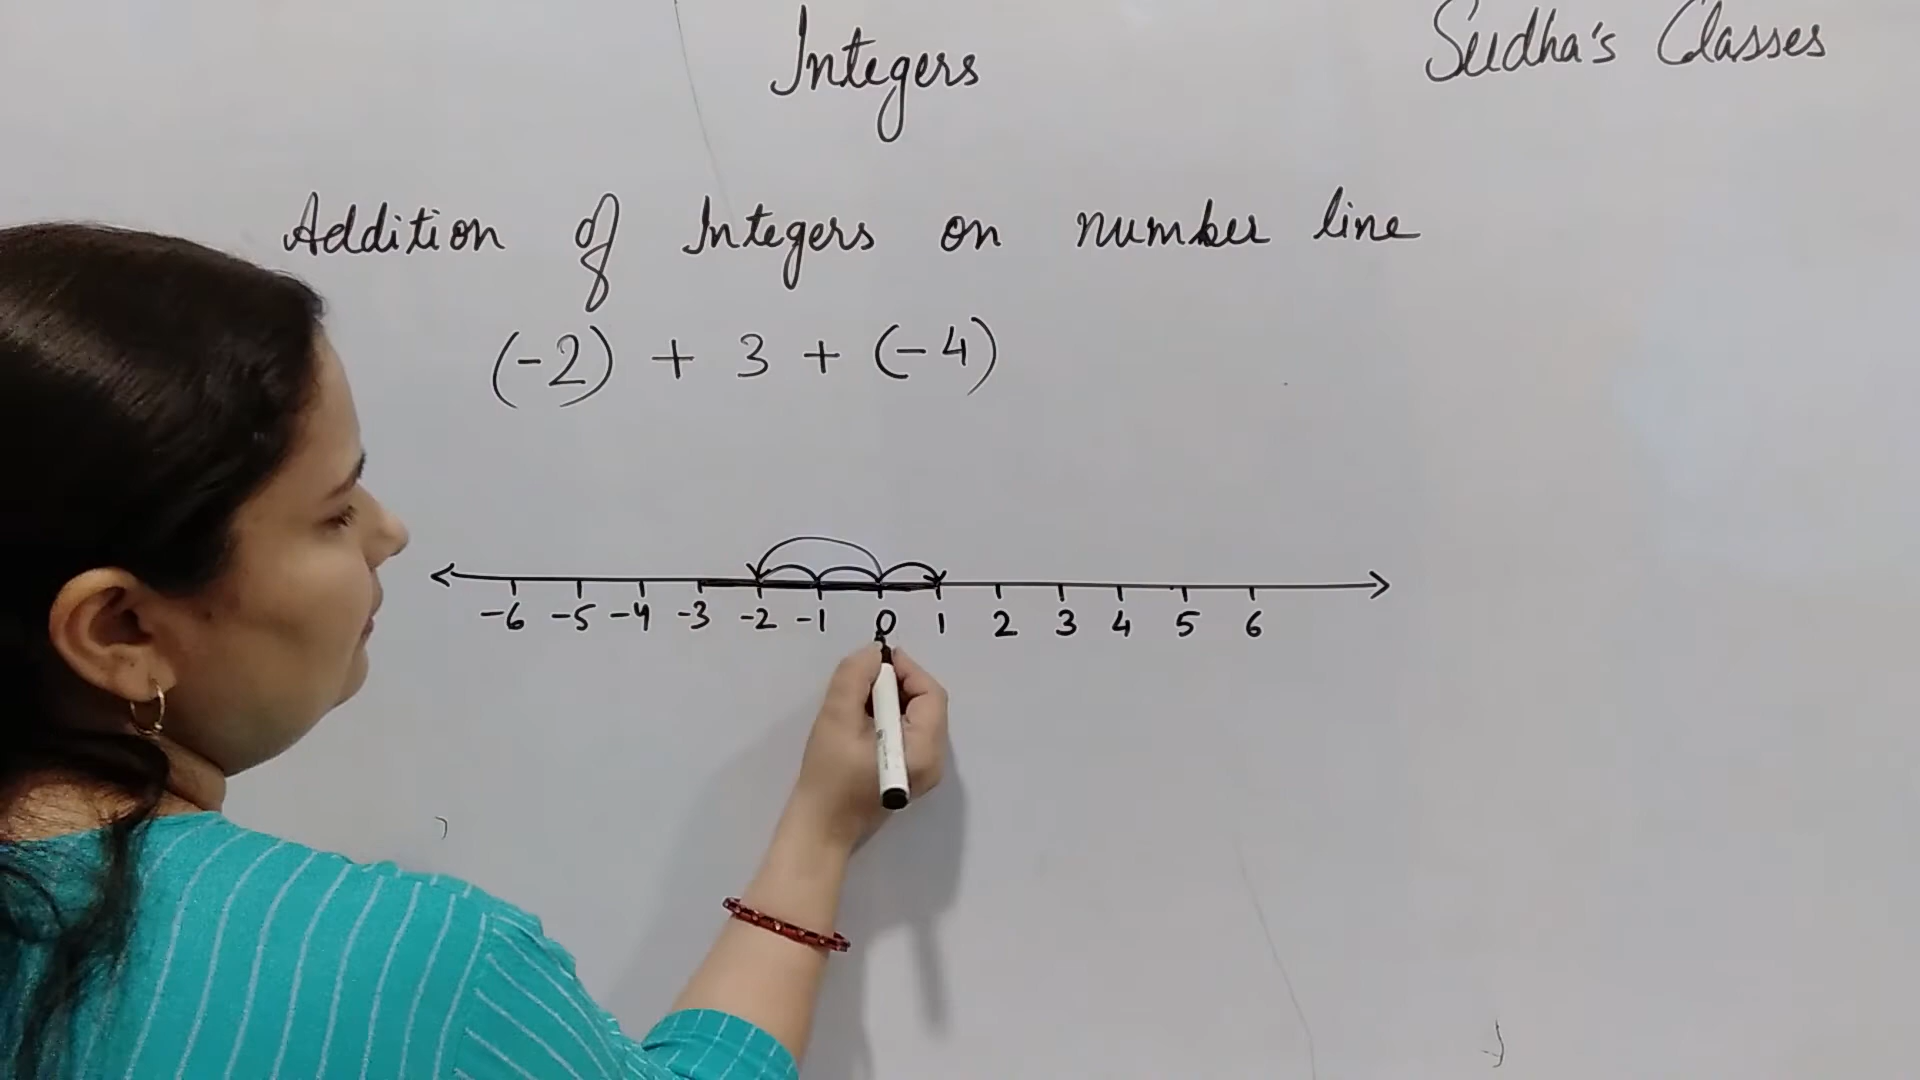 Integers
Sudha's Classes
Addition of Integers on number line
(-2) + 3 + (-4)
-6 -5 -4 -3 -2 -1 0 1 2 3 4 5 6